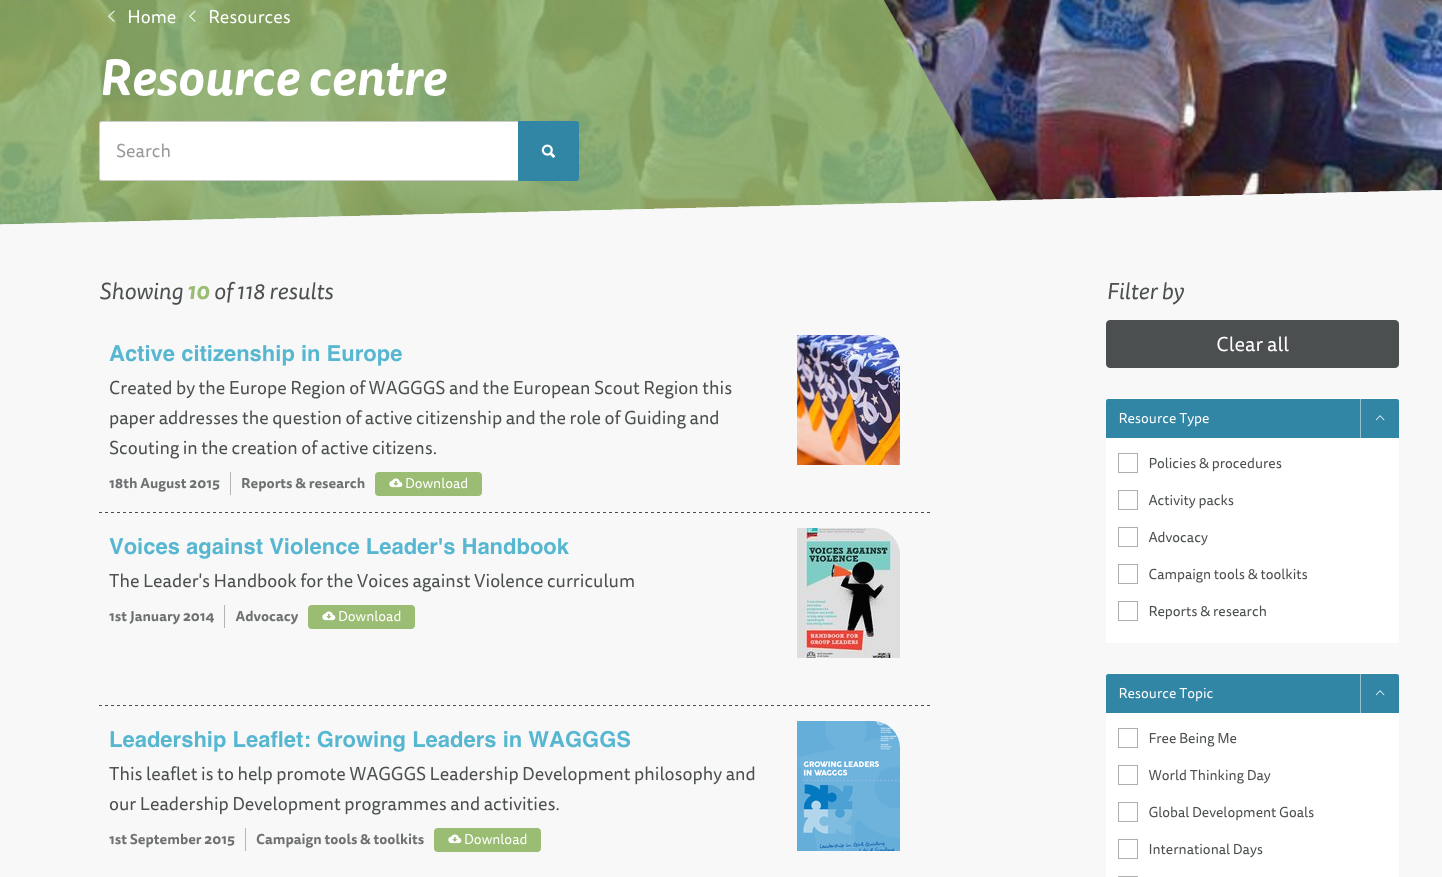 Home Resources
Resource centre
Search
Showing 10 of 118 results
Filter by
Clear all
Active citizenship in Europe
Created by the Europe Region of WAGGGS and the European Scout Region this
paper addresses the question of active citizenship and the role of Guiding and
Scouting in the creation of active citizens.
18th August 2015 Reports & research Download
Voices against Violence Leader's Handbook
The Leader's Handbook for the Voices against Violence curriculum
1st January 2014 Advocacy Download
VOICES AGAINST
VIOLENCE
HANDBOOK FOR
GROUP LEADERS
Leadership Leaflet: Growing Leaders in WAGGGS
This leaflet is to help promote WAGGGS Leadership Development philosophy and
our Leadership Development programmes and activities.
1st September 2015 Campaign tools & toolkits Download
GROWING LEADERS
IN WAGGGS
Leadership in Girl Guiding
Resource Type
Policies & procedures
Activity packs
Advocacy
Campaign tools & toolkits
Reports & research
Resource Topic
Free Being Me
World Thinking Day
Global Development Goals
International Days